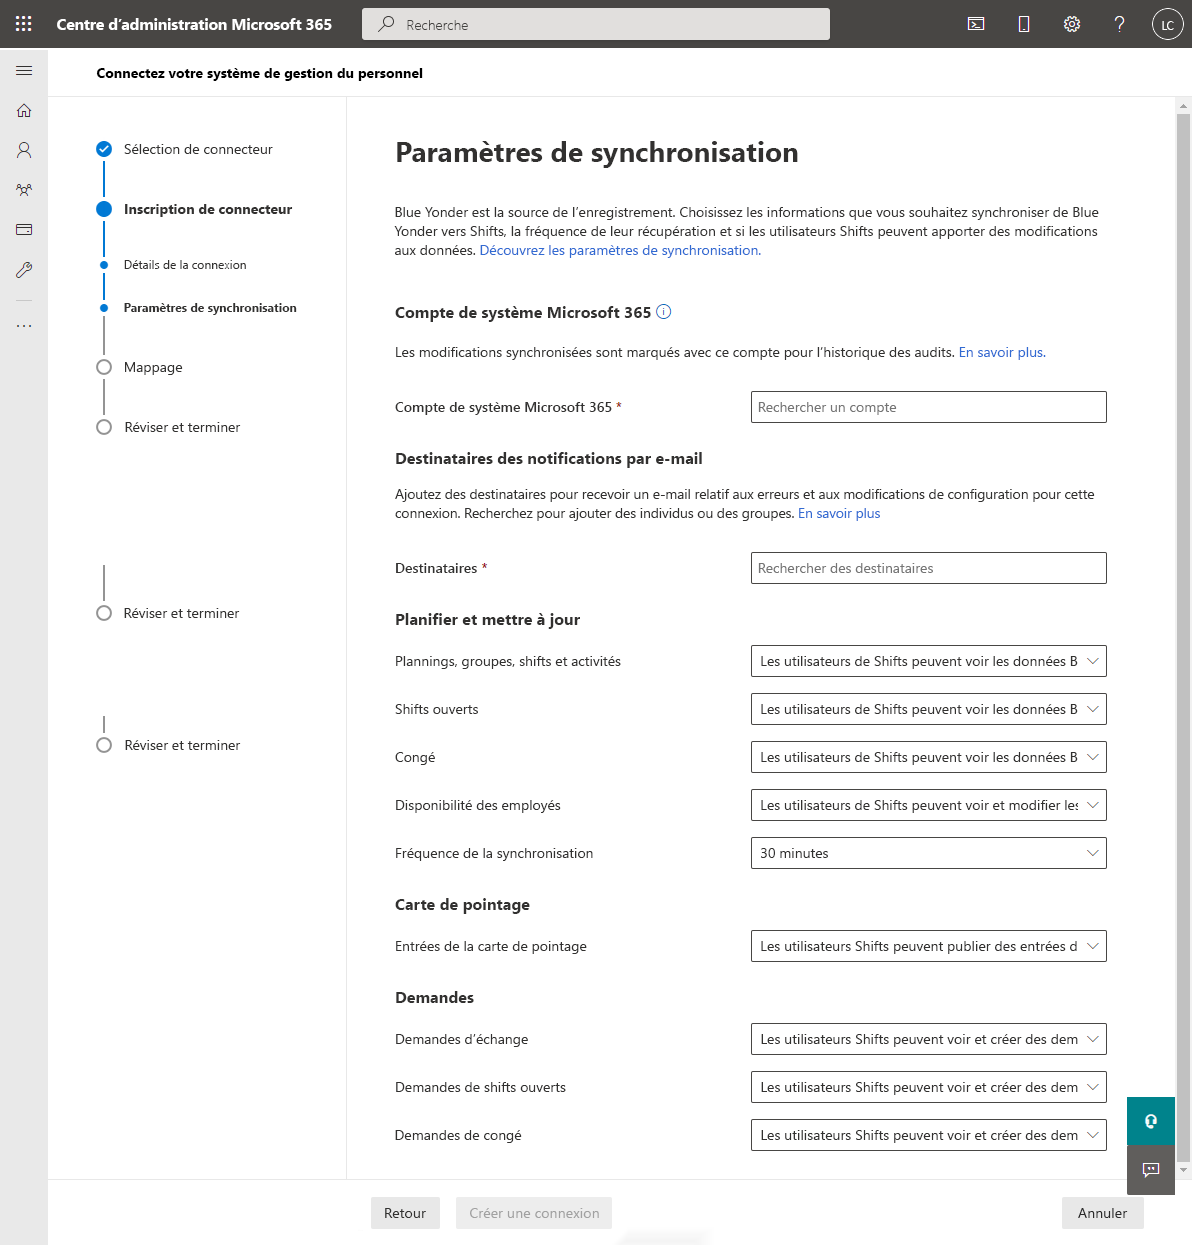 Centre d'administration Microsoft 365
Recherche
LC
Connectez votre système de gestion du personnel
Sélection de connecteur
Inscription de connecteur
Détails de la connexion
Paramètres de synchronisation
Mappage
Réviser et terminer
Réviser et terminer
Réviser et terminer
Paramètres de synchronisation
Blue Yonder est la source de l'enregistrement. Choisissez les informations que vous souhaitez synchroniser de Blue
Yonder vers Shifts, la fréquence de leur récupération et si les utilisateurs Shifts peuvent apporter des modifications
aux données. Découvrez les paramètres de synchronisation.
Compte de système Microsoft 365
Les modifications synchronisées sont marqués avec ce compte pour l'historique des audits. En savoir plus.
Compte de système Microsoft 365 *
Rechercher un compte
Destinataires des notifications par e-mail
Ajoutez des destinataires pour recevoir un e-mail relatif aux erreurs et aux modifications de configuration pour cette
connexion. Recherchez pour ajouter des individus ou des groupes. En savoir plus
Destinataires *
Rechercher des destinataires
Planifier et mettre à jour
Plannings, groupes, shifts et activités
Les utilisateurs de Shifts peuvent voir les données B
Shifts ouverts
Les utilisateurs de Shifts peuvent voir les données B
Congé
Les utilisateurs de Shifts peuvent voir les données B
Disponibilité des employés
Les utilisateurs de Shifts peuvent voir et modifier les
Fréquence de la synchronisation
30 minutes
Carte de pointage
Entrées de la carte de pointage
Les utilisateurs Shifts peuvent publier des entrées d
Demandes
Demandes d'échange
Les utilisateurs Shifts peuvent voir et créer des dem
Demandes de shifts ouverts
Les utilisateurs Shifts peuvent voir et créer des dem
Demandes de congé
Les utilisateurs Shifts peuvent voir et créer des dem
Retour
Créer une connexion
Annuler